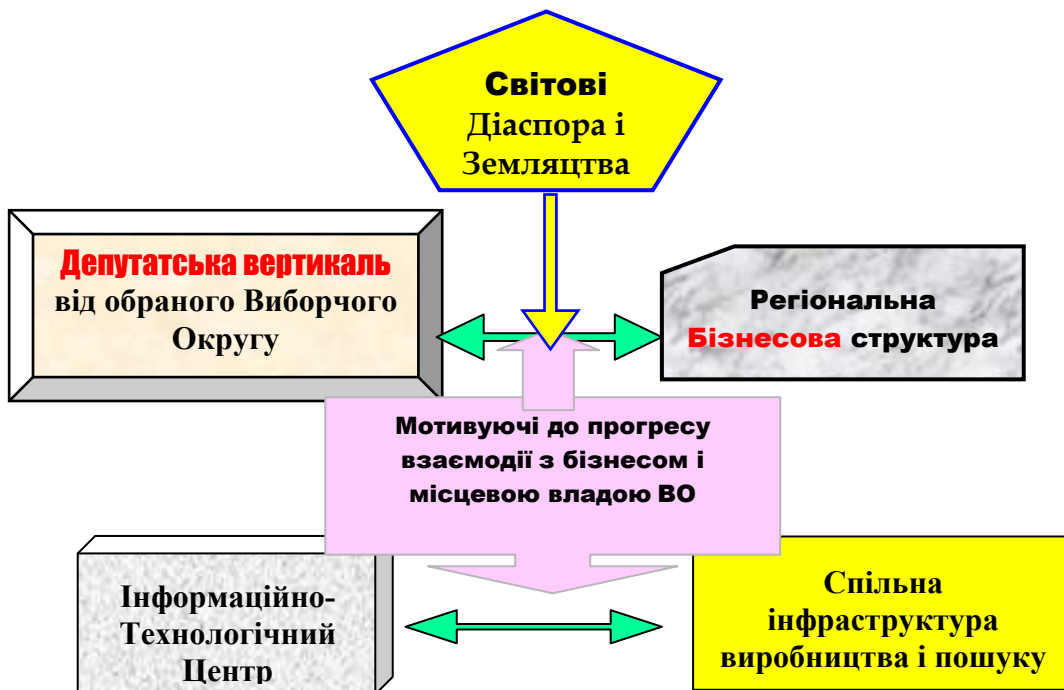 Світові
Діаспора і
Земляцтва
Депутатська вертикаль
від обраного Виборчого
Округу
Регіональна
Бізнесова структура
Мотивуючі до прогресу
взаємодії з бізнесом і
місцевою владою ВО
Інформаційно-
Технологічний
Центр
Спільна
інфраструктура
виробництва і пошуку